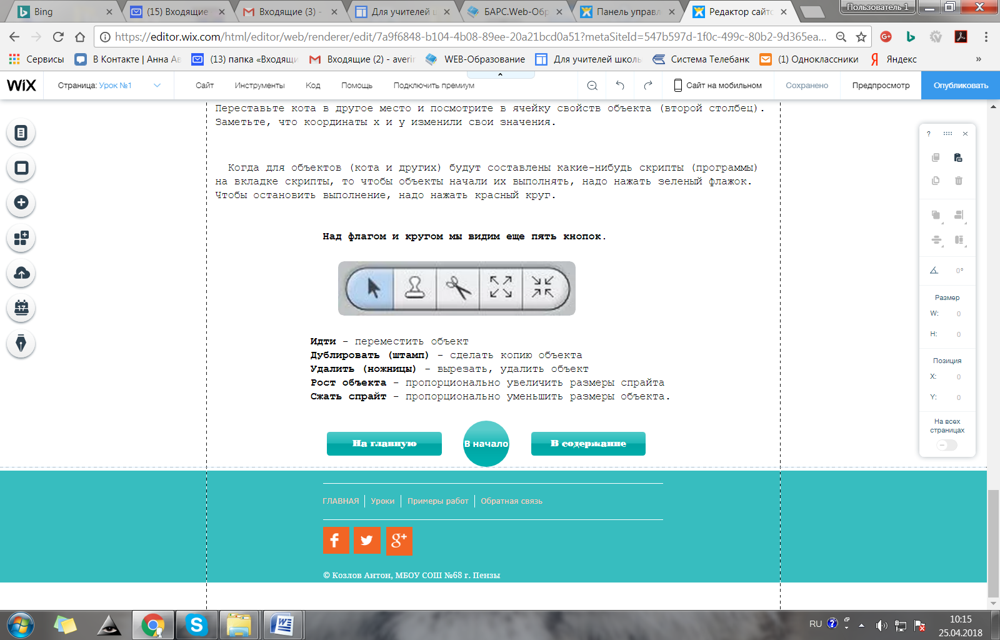 Bing
(15) Входящие
Входящие (3) -
Для учителей ш
БАРС.Web-Обр
Панель управл
Редактор сайто
Пользователь 1
https://editor.wix.com/html/editor/web/renderer/edit/7a9f6848-b104-4b08-89ee-20a21bcd0a51?metaSiteId=547b597d-1f0c-499c-80b2-9d365ea...
Сервисы
В Контакте | Анна Ав
(13) папка «Входящи
Входящие (2) - averin
WEB-Образование
Для учителей школь
Система Телебанк
(1) Одноклассники
Яндекс
»
WiX
Страница: Урок №1
Сайт
Инструменты
Код
Помощь
Подключить премиум
Сайт на мобильном
Сохранено
Предпросмотр
Опубликовать
Переставьте кота в другое место и посмотрите в ячейку свойств объекта (второй столбец).
Заметьте, что координаты x и y изменили свои значения.
Когда для объектов (кота и других) будут составлены какие-нибудь скрипты (программы)
на вкладке скрипты, то чтобы объекты начали их выполнять, надо нажать зеленый флажок.
Чтобы остановить выполнение, надо нажать красный круг.
Над флагом и кругом мы видим еще пять кнопок.
Идти – переместить объект
Дублировать (штамп) – сделать копию объекта
Удалить (ножницы) – вырезать, удалить объект
Рост объекта – пропорционально увеличить размеры спрайта
Сжать спрайт – пропорционально уменьшить размеры объекта.
На главную
В начало
В содержание
ГЛАВНАЯ
Уроки
Примеры работ
Обратная связь
f
g+
© Козлов Антон, МБОУ СОШ №68 г. Пензы
?
0°
Размер
W: 0
H: 0
Позиция
X: 0
Y: 0
На всех
страницах
17
RU
10:15
25.04.2018